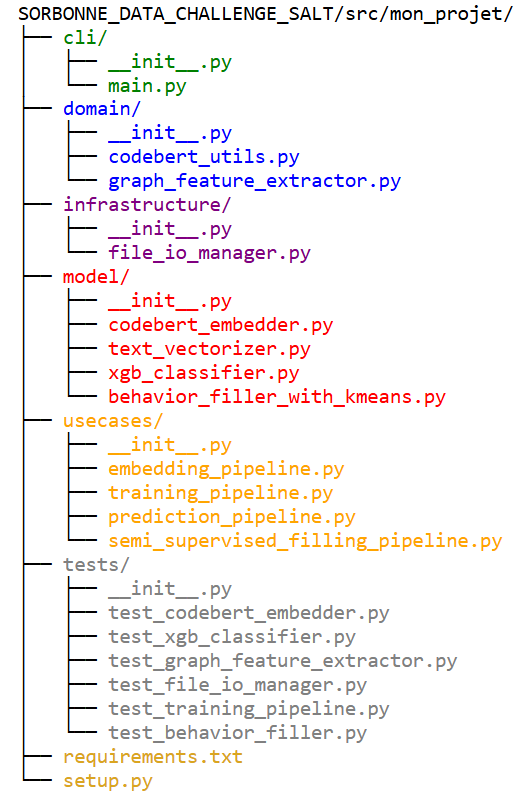 SORBONNE_DATA_CHALLENGE_SALT/src/mon_projet/
├── cli/
│   ├── __init__.py
│   └── main.py
├── domain/
│   ├── __init__.py
│   ├── codebert_utils.py
│   └── graph_feature_extractor.py
├── infrastructure/
│   ├── __init__.py
│   └── file_io_manager.py
├── model/
│   ├── __init__.py
│   ├── codebert_embedder.py
│   ├── text_vectorizer.py
│   ├── xgb_classifier.py
│   └── behavior_filler_with_kmeans.py
├── usecases/
│   ├── __init__.py
│   ├── embedding_pipeline.py
│   ├── training_pipeline.py
│   ├── prediction_pipeline.py
│   └── semi_supervised_filling_pipeline.py
├── tests/
│   ├── __init__.py
│   ├── test_codebert_embedder.py
│   ├── test_xgb_classifier.py
│   ├── test_graph_feature_extractor.py
│   ├── test_file_io_manager.py
│   ├── test_training_pipeline.py
│   └── test_behavior_filler.py
├── requirements.txt
└── setup.py